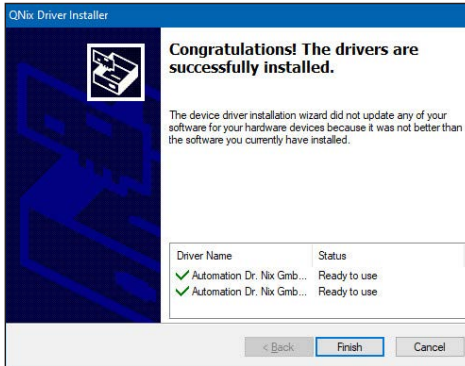 QNix Driver Installer
Congratulations! The drivers are
successfully installed.
The device driver installation wizard did not update any of your
software for your hardware devices because it was not better than
the software you currently have installed.
Driver Name Status
Automation Dr. Nix Gmb... Ready to use
Automation Dr. Nix Gmb... Ready to use
< Back Finish Cancel